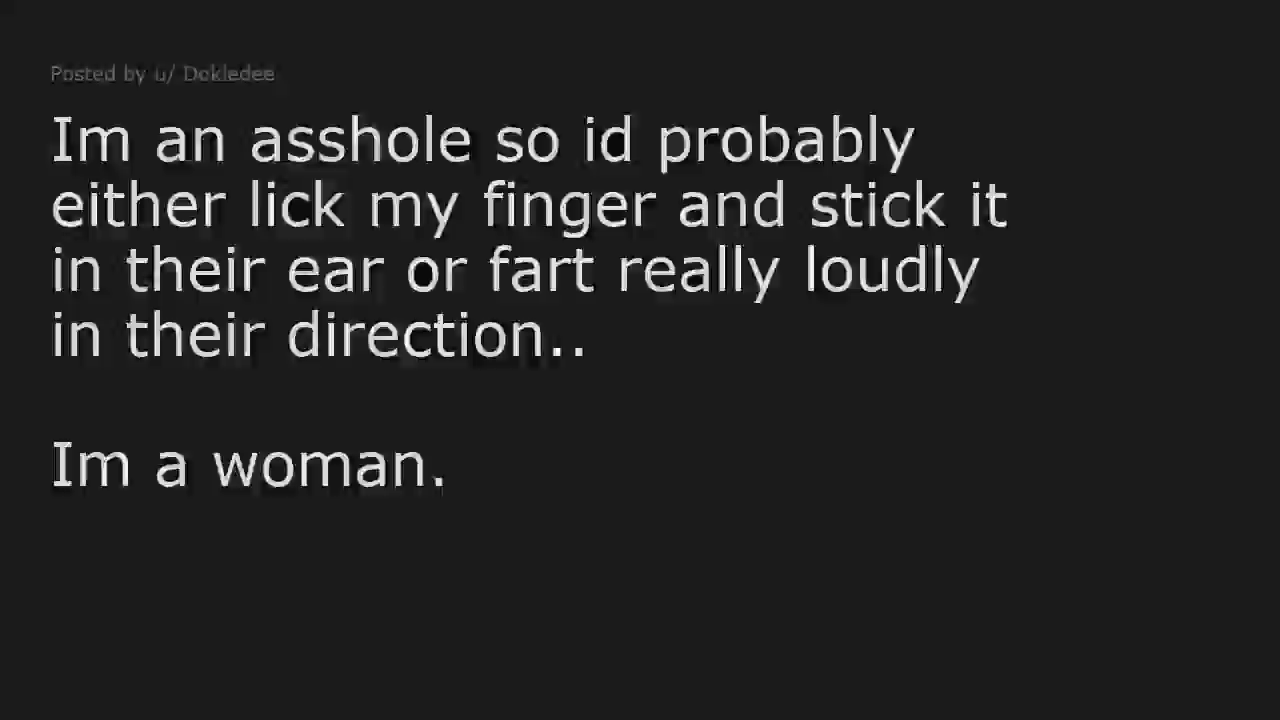 Posted by u/ Dokledee
Im an asshole so id probably
either lick my finger and stick it
in their ear or fart really loudly
in their direction..
Im a woman.